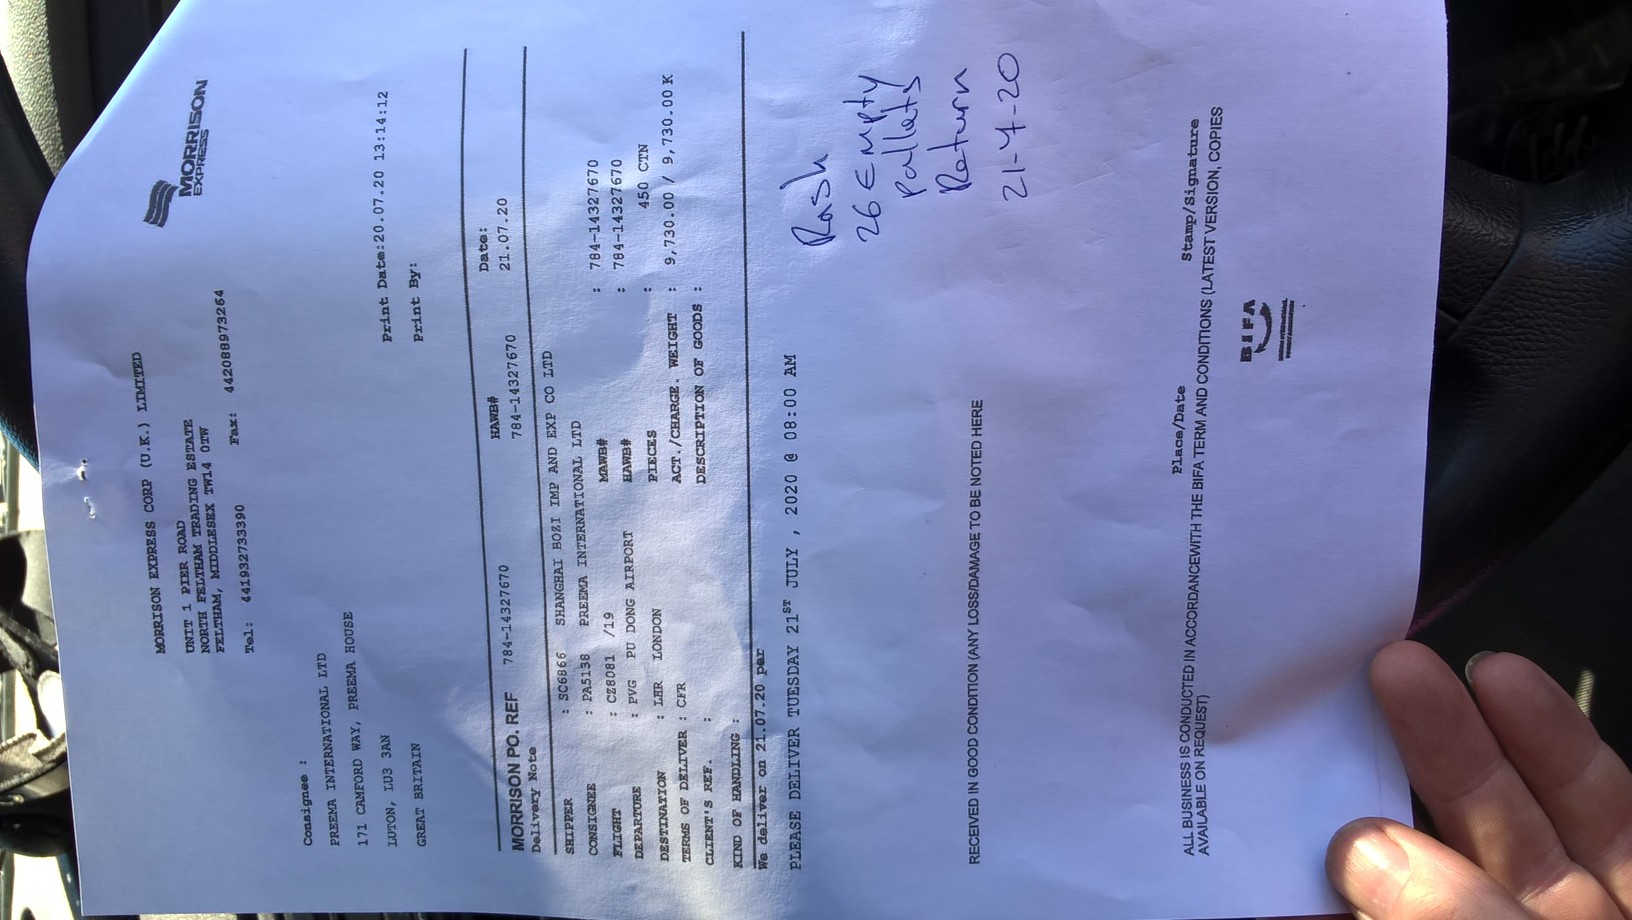 MORRISON EXPRESS CORP (U.K.) LIMITED
UNIT 1 PIER ROAD
NORTH FELTHAM TRADING ESTATE
FELTHAM, MIDDLESEX TW14 0TW
Tel: 441932733390 Fax: 442088973264
MORRISON
EXPRESS
Consignee :
PREEMA INTERNATIONAL LTD
171 CAMFORD WAY, PREEMA HOUSE
LUTON, LU3 3AN
GREAT BRITAIN
Print Date:20.07.20 13:14:12
Print By:
MORRISON PO. REF 784-14327670 HAWB# Date:
Delivery Note 784-14327670 21.07.20
SHIPPER : SC6866 SHANGHAI BOZI IMP AND EXP CO LTD
CONSIGNEE : PA5138 PREEMA INTERNATIONAL LTD
FLIGHT : CZ8081 /19 MAWB# : 784-14327670
DEPARTURE : PVG PU DONG AIRPORT HAWB# : 784-14327670
DESTINATION : LHR LONDON PIECES : 450 CTN
TERMS OF DELIVER : CFR ACT./CHARGE. WEIGHT : 9,730.00 / 9,730.00 K
CLIENT'S REF. : DESCRIPTION OF GOODS :
KIND OF HANDLING :
We deliver on 21.07.20 per
PLEASE DELIVER TUESDAY 21ST JULY , 2020 @ 08:00 AM
Rash
26 Empty
Pallets
Return
21-7-20
RECEIVED IN GOOD CONDITION (ANY LOSS/DAMAGE TO BE NOTED HERE
Place/Date Stamp/Signature
ALL BUSINESS IS CONDUCTED IN ACCORDANCEWITH THE BIFA TERM AND CONDITIONS (LATEST VERSION, COPIES
AVAILABLE ON REQUEST)
BIFA